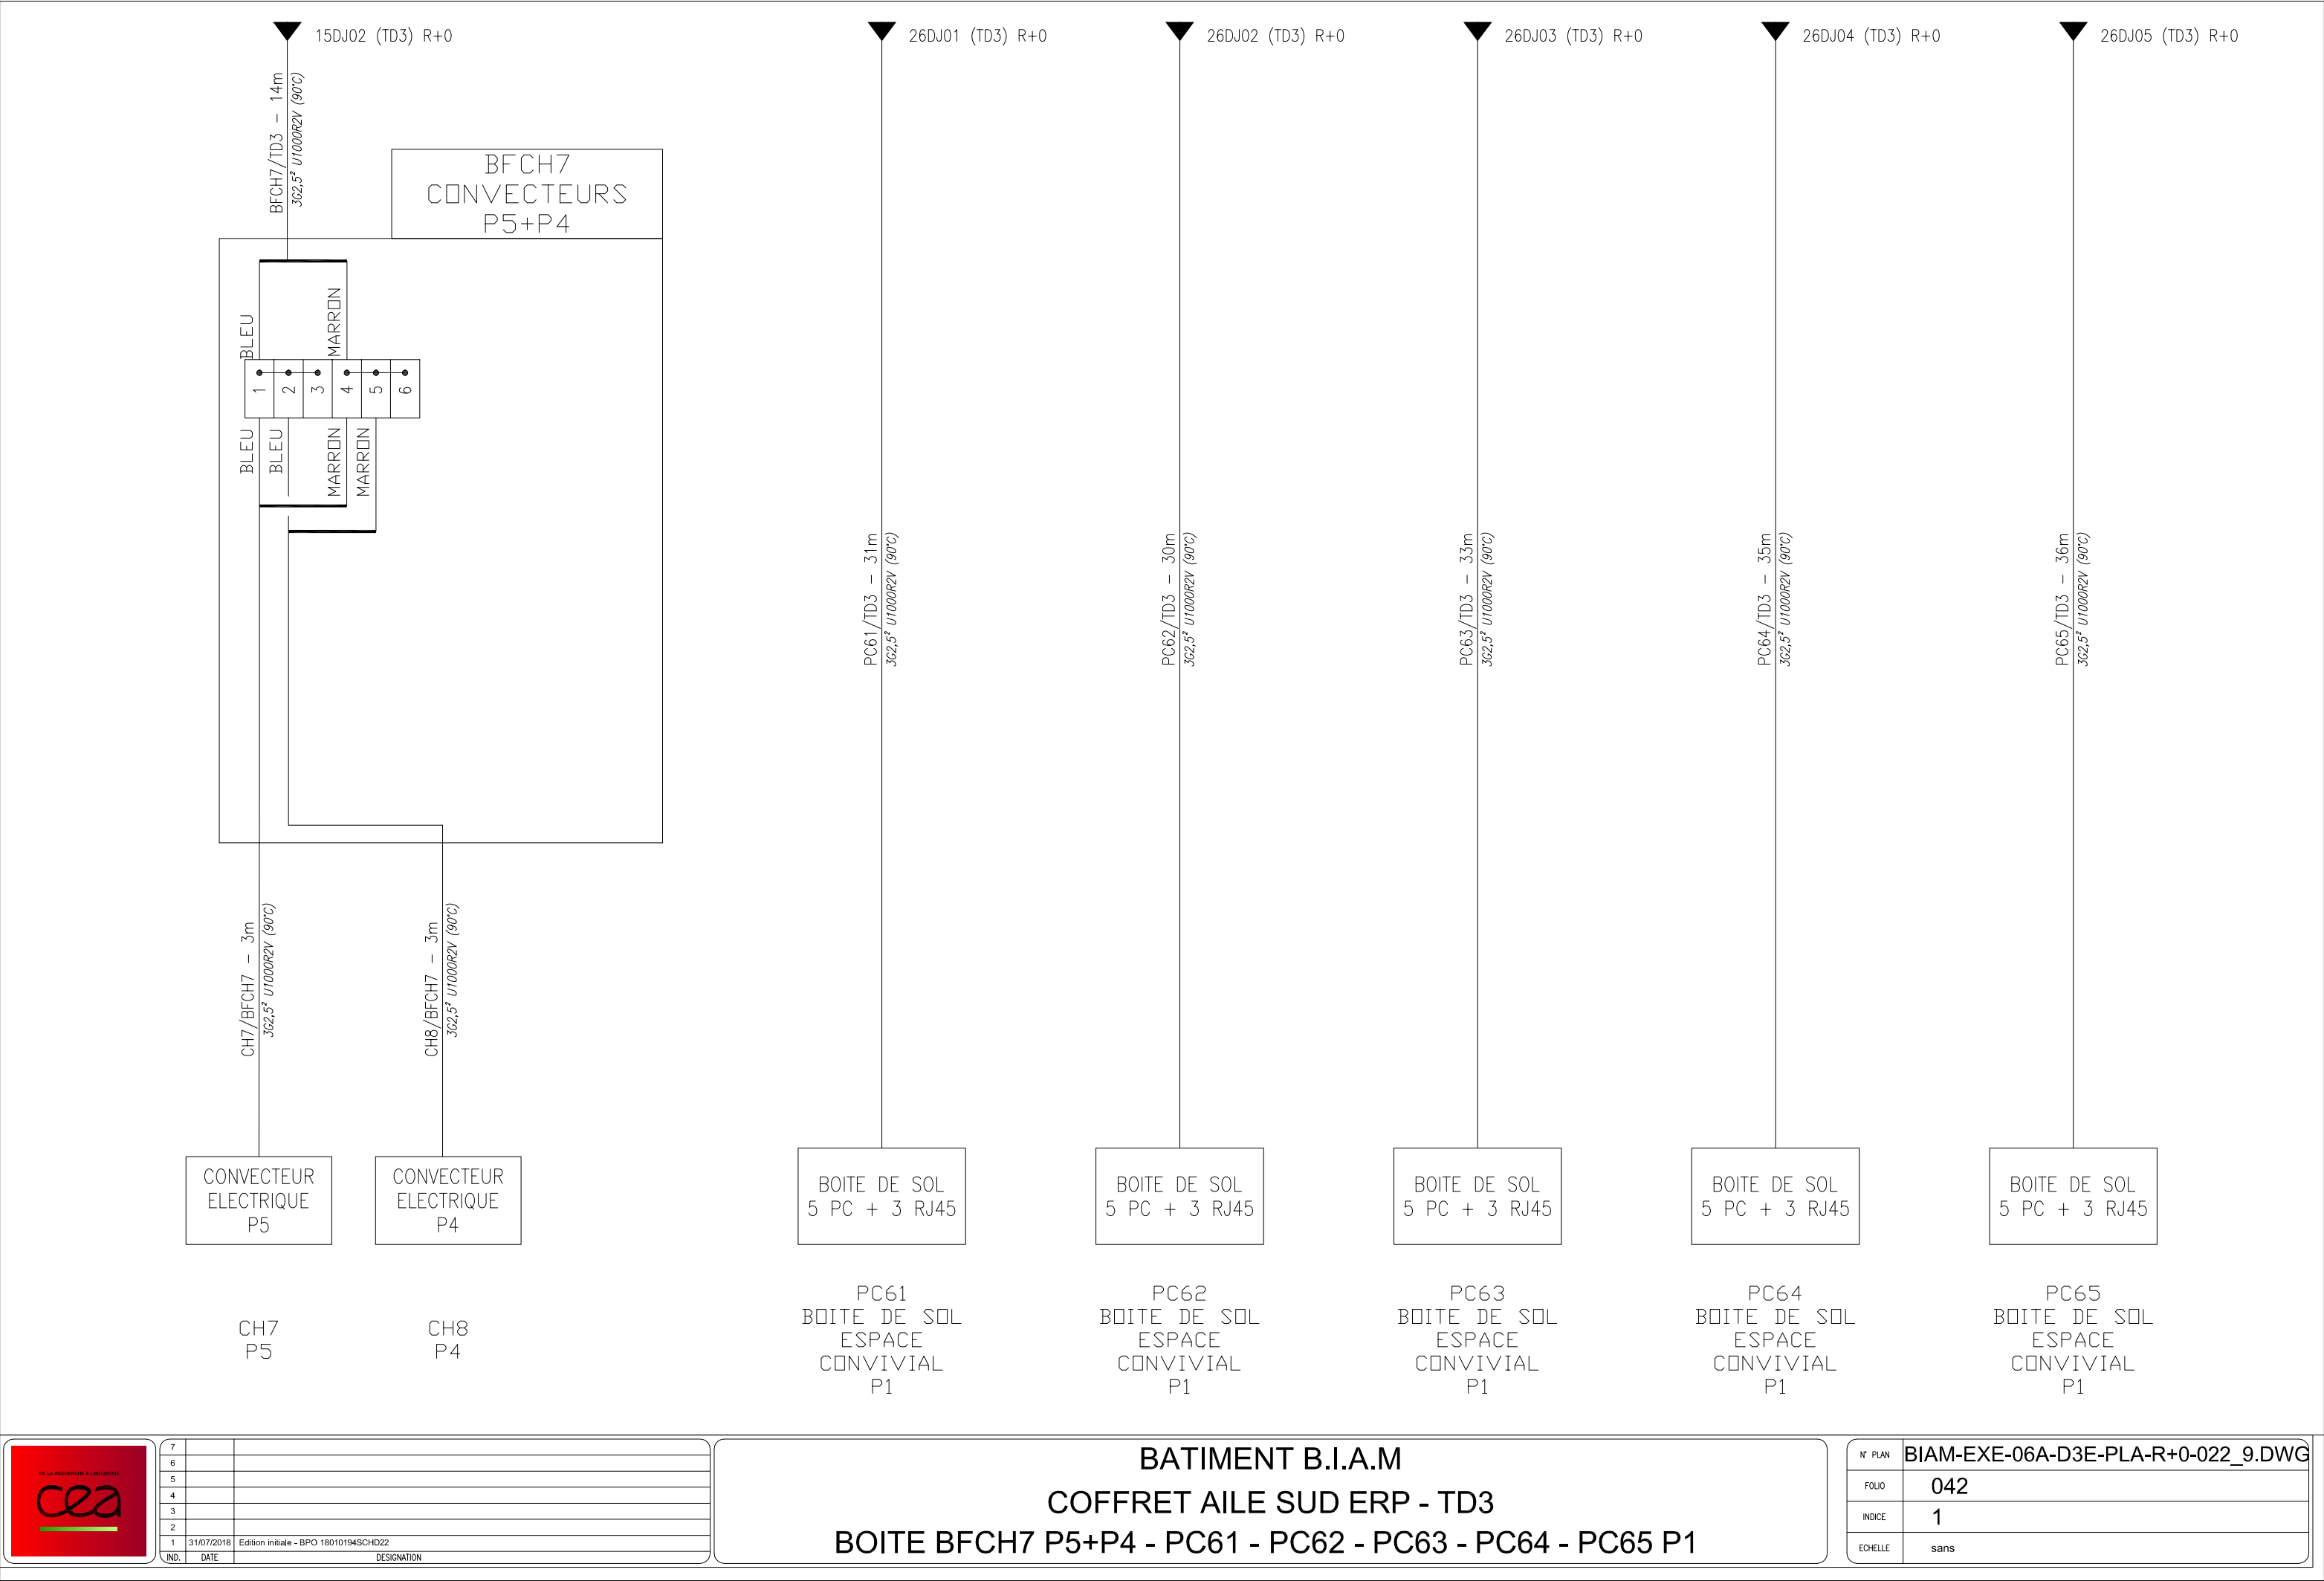 15DJ02 (TD3) R+0
26DJ01 (TD3) R+0
26DJ02 (TD3) R+0
26DJ03 (TD3) R+0
26DJ04 (TD3) R+0
26DJ05 (TD3) R+0
BFCH7/TD3 - 14m
3G2,5² U1000R2V (90°C)
BFCH7
CONVECTEURS
P5+P4
BLEU
MARRON
1
2
3
4
5
6
BLEU
BLEU
MARRON
MARRON
PC61/TD3 - 31m
3G2,5² U1000R2V (90°C)
PC62/TD3 - 30m
3G2,5² U1000R2V (90°C)
PC63/TD3 - 33m
3G2,5² U1000R2V (90°C)
PC64/TD3 - 35m
3G2,5² U1000R2V (90°C)
PC65/TD3 - 36m
3G2,5² U1000R2V (90°C)
CH7/BFCH7 - 3m
3G2,5² U1000R2V (90°C)
CH8/BFCH7 - 3m
3G2,5² U1000R2V (90°C)
CONVECTEUR
ELECTRIQUE
P5
CONVECTEUR
ELECTRIQUE
P4
BOITE DE SOL
5 PC + 3 RJ45
BOITE DE SOL
5 PC + 3 RJ45
BOITE DE SOL
5 PC + 3 RJ45
BOITE DE SOL
5 PC + 3 RJ45
BOITE DE SOL
5 PC + 3 RJ45
CH7
P5
CH8
P4
PC61
BOITE DE SOL
ESPACE
CONVIVIAL
P1
PC62
BOITE DE SOL
ESPACE
CONVIVIAL
P1
PC63
BOITE DE SOL
ESPACE
CONVIVIAL
P1
PC64
BOITE DE SOL
ESPACE
CONVIVIAL
P1
PC65
BOITE DE SOL
ESPACE
CONVIVIAL
P1
DE LA RECHERCHE À L'INDUSTRIE
cea
7
6
5
4
3
2
1 31/07/2018 Edition initiale - BPO 18010194SCHD22
IND. DATE DESIGNATION
BATIMENT B.I.A.M
COFFRET AILE SUD ERP - TD3
BOITE BFCH7 P5+P4 - PC61 - PC62 - PC63 - PC64 - PC65 P1
N° PLAN BIAM-EXE-06A-D3E-PLA-R+0-022_9.DWG
FOLIO 042
INDICE 1
ECHELLE sans